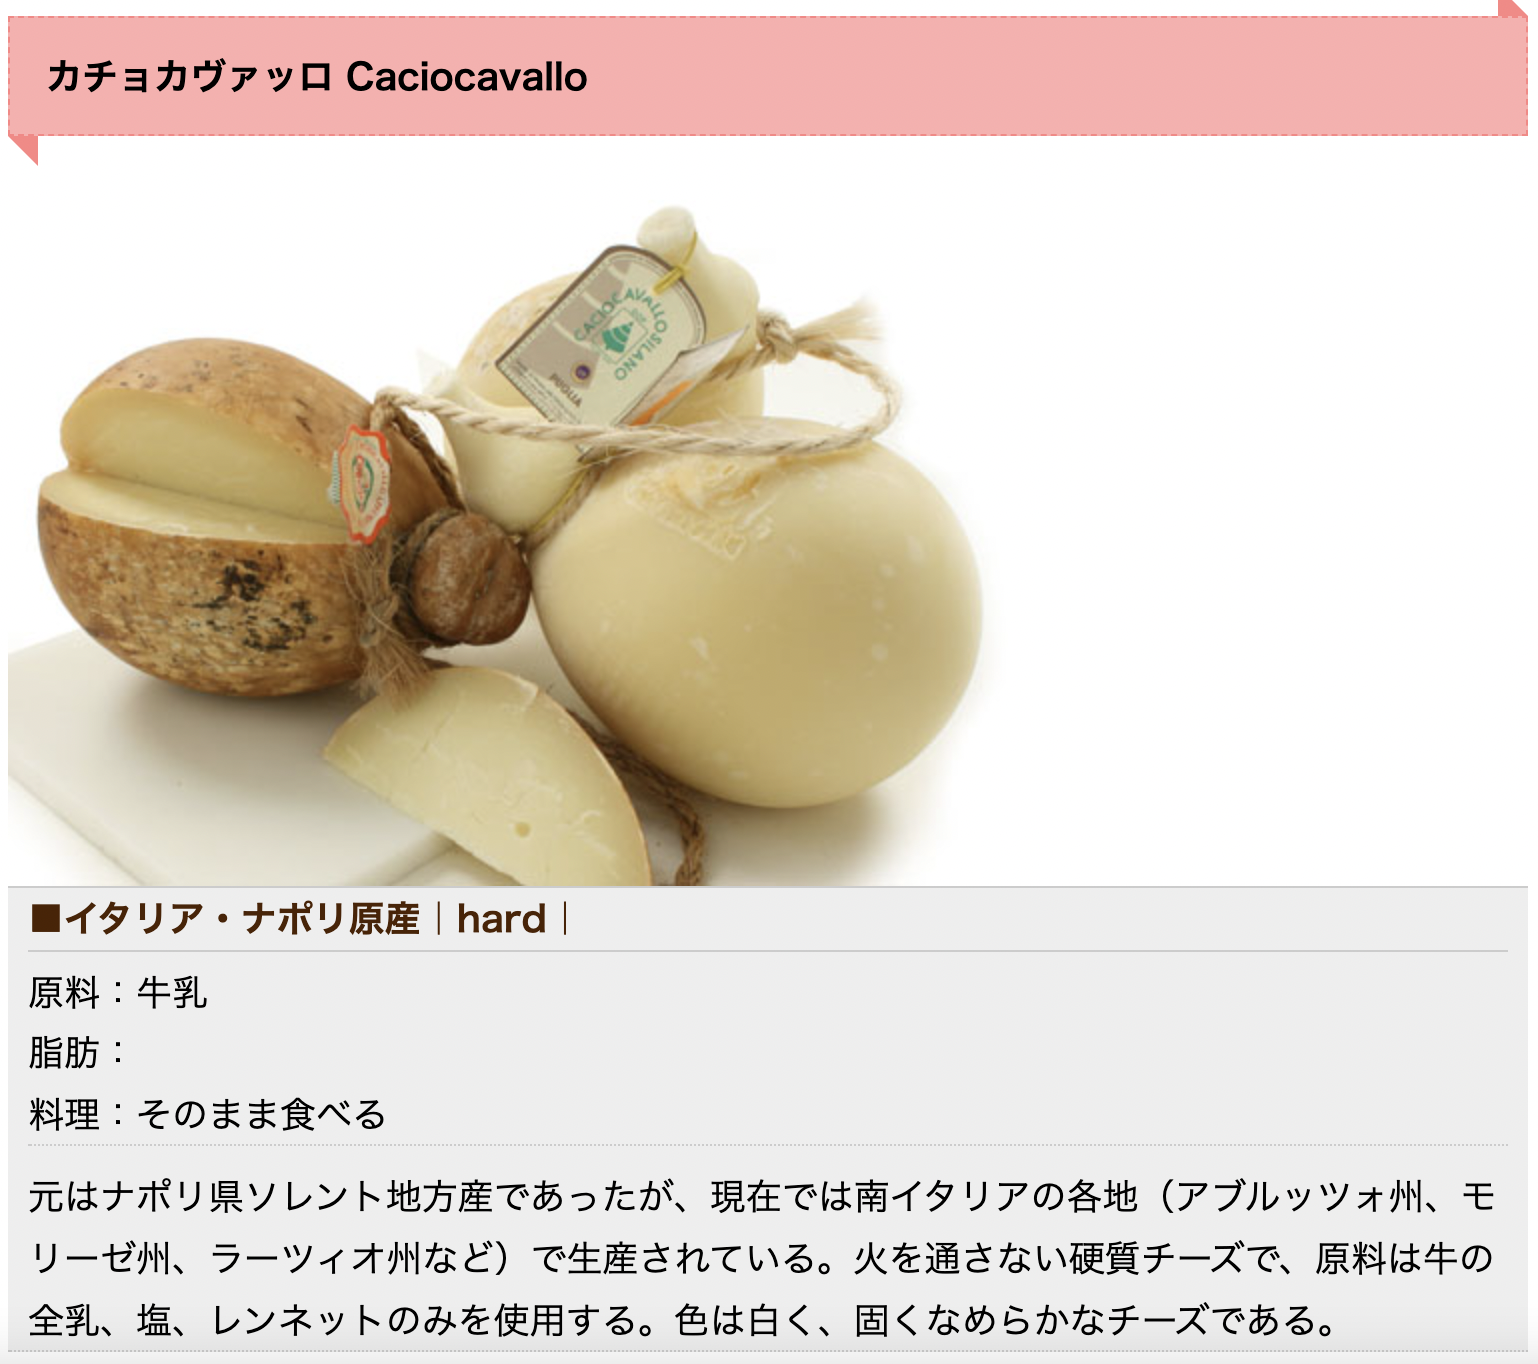 カチョカヴァッロ Caciocavallo
CACIOCAVALLO SILANO
PUGLIA
■イタリア・ナポリ原産｜hard｜
原料：牛乳
脂肪：
料理：そのまま食べる
元はナポリ県ソレント地方産であったが、現在では南イタリアの各地（アブルッツォ州、モ
リーゼ州、ラーツィオ州など）で生産されている。火を通さない硬質チーズで、原料は牛の
全乳、塩、レンネットのみを使用する。色は白く、固くなめらかなチーズである。